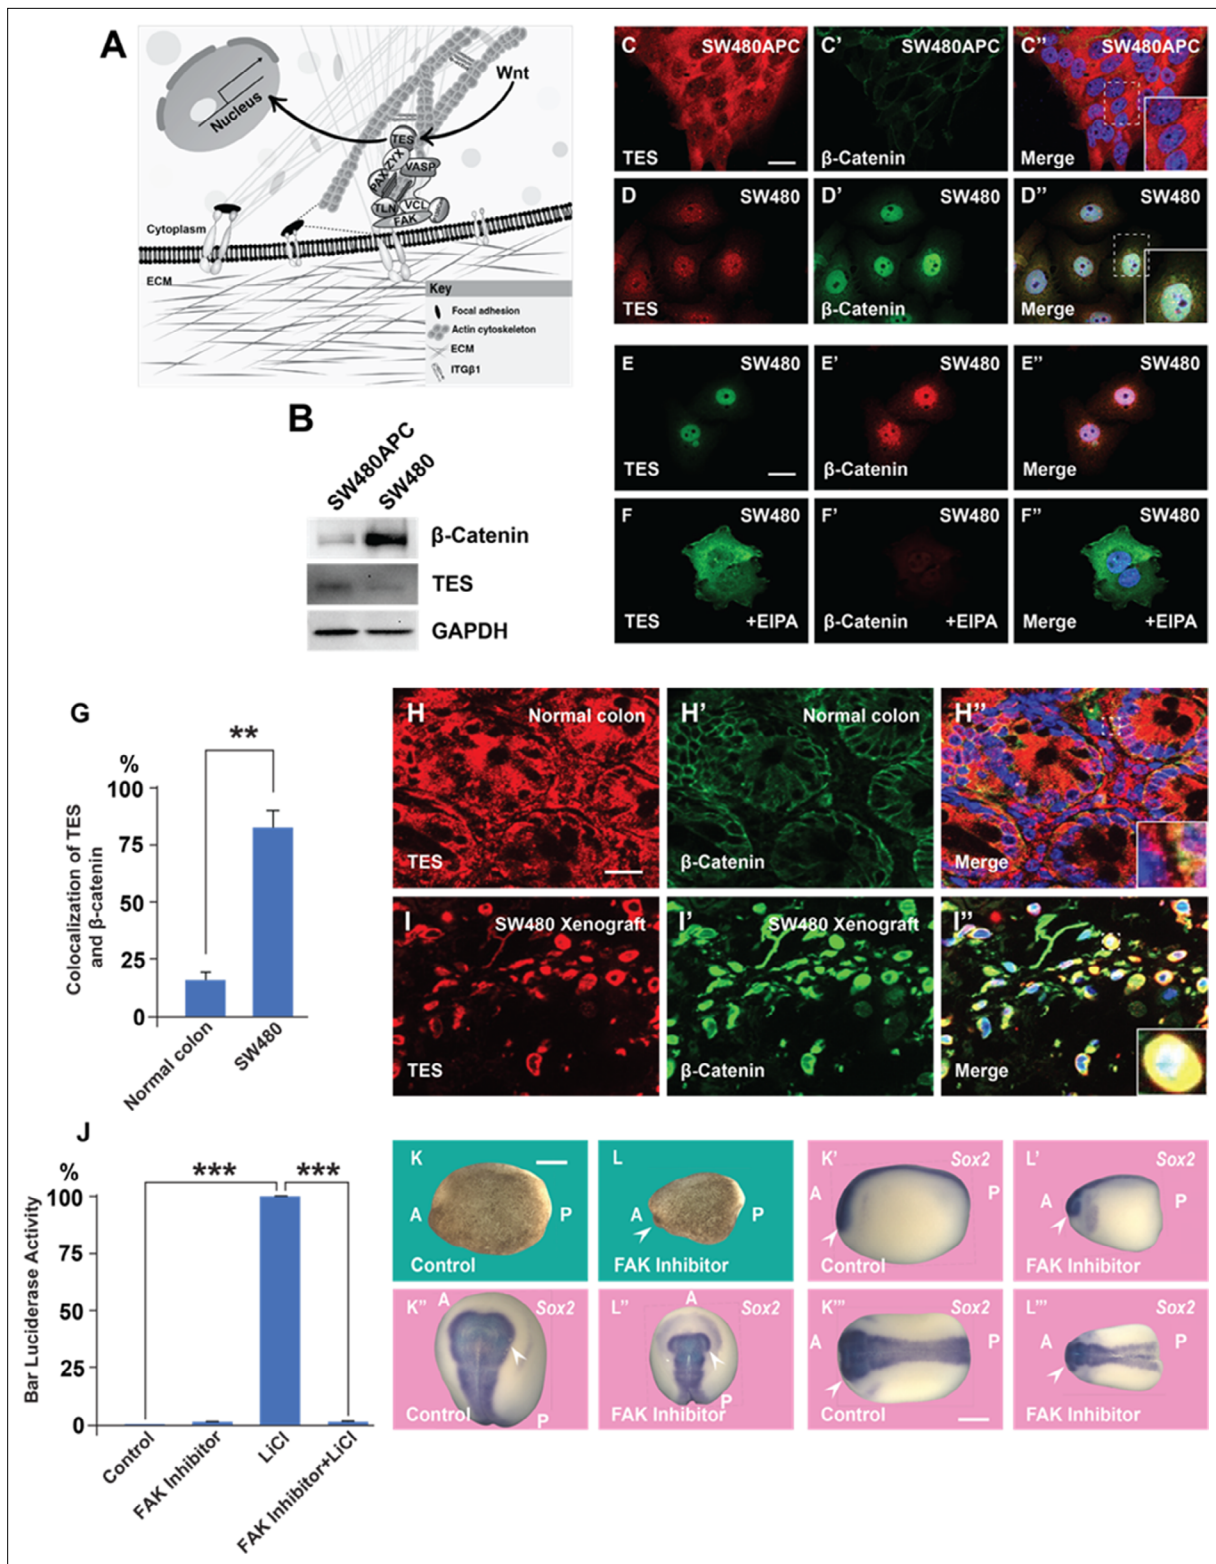 A
Nucleus
Wnt
TES
ZYX
PAX
VASP
TLN
VCL
FAK
Cytoplasm
ECM
Key
Focal adhesion
Actin cytoskeleton
ECM
ITGβ1
B
SW480APC
SW480
β-Catenin
TES
GAPDH
C
SW480APC
TES
C'
SW480APC
β-Catenin
C''
SW480APC
Merge
D
SW480
TES
D'
SW480
β-Catenin
D''
SW480
Merge
E
SW480
TES
E'
SW480
β-Catenin
E''
SW480
Merge
F
SW480
TES +EIPA
F'
SW480
β-Catenin +EIPA
F''
SW480
Merge +EIPA
G
**
%
100
75
50
25
0
Colocalization of TES
and β-catenin
Normal colon
SW480
H
Normal colon
TES
H'
Normal colon
β-Catenin
H''
Merge
I
SW480 Xenograft
TES
I'
β-Catenin
I''
Merge
J
%
***
***
100
75
50
25
0
Bar Luciderase Activity
Control
FAK Inhibitor
LiCl
FAK Inhibitor+LiCl
K
A
P
Control
L
A
P
FAK Inhibitor
K'
Sox2
A
P
Control
L'
Sox2
A
P
FAK Inhibitor
K''
A
Sox2
Control
P
L''
A
Sox2
P
FAK Inhibitor
K'''
Sox2
A
P
Control
L'''
Sox2
A
P
FAK Inhibitor